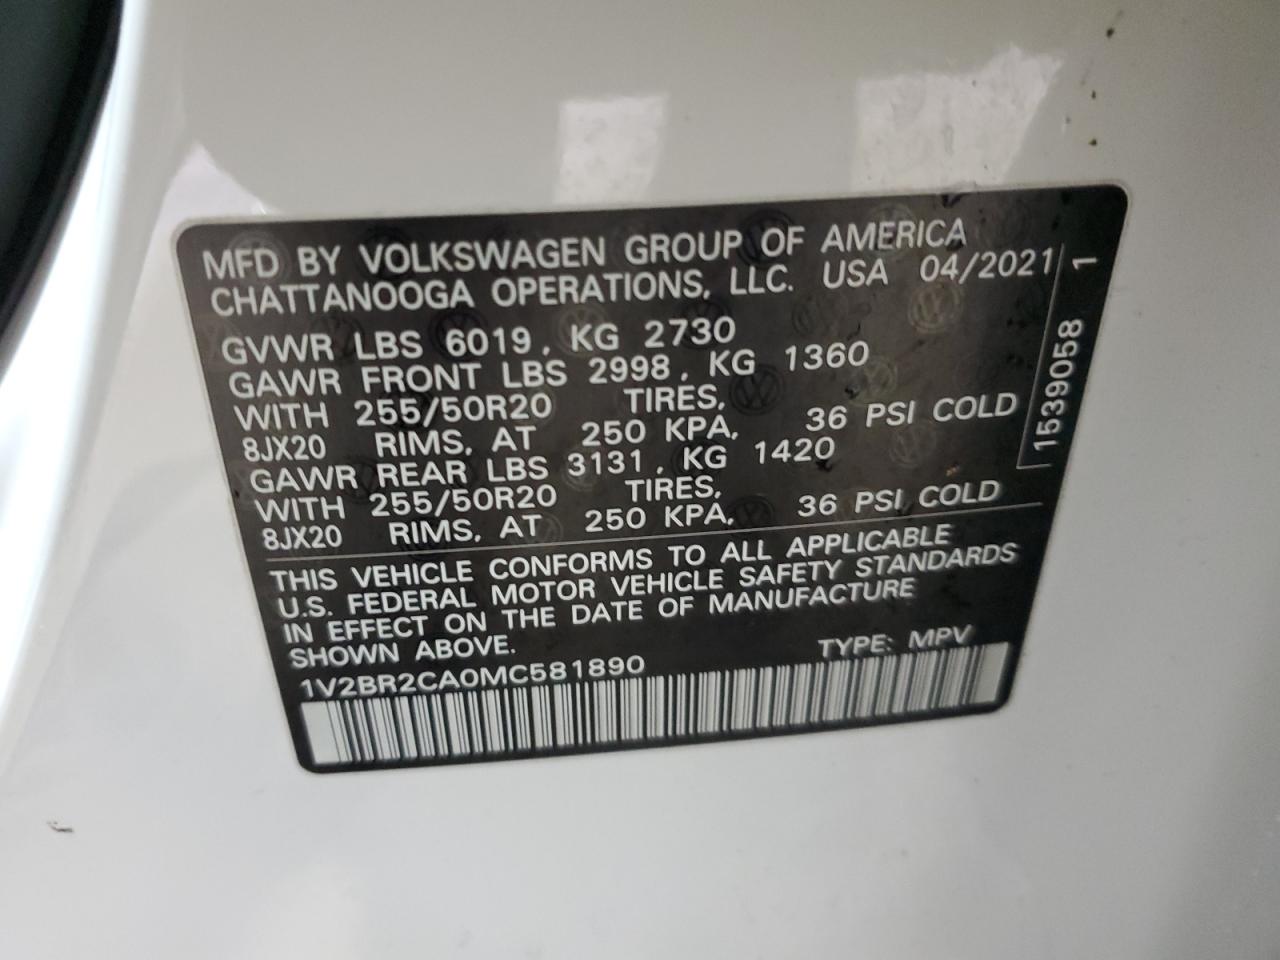 MFD BY VOLKSWAGEN GROUP OF AMERICA
CHATTANOOGA OPERATIONS, LLC. USA 04/2021
GVWR LBS 6019, KG 2730
GAWR FRONT LBS 2998, KG 1360
WITH 255/50R20 TIRES,
8JX20 RIMS, AT 250 KPA, 36 PSI COLD
GAWR REAR LBS 3131, KG 1420
WITH 255/50R20 TIRES,
8JX20 RIMS, AT 250 KPA, 36 PSI COLD
THIS VEHICLE CONFORMS TO ALL APPLICABLE
U.S. FEDERAL MOTOR VEHICLE SAFETY STANDARDS
IN EFFECT ON THE DATE OF MANUFACTURE
SHOWN ABOVE. TYPE: MPV
1V2BR2CA0MC581890
1539058 1